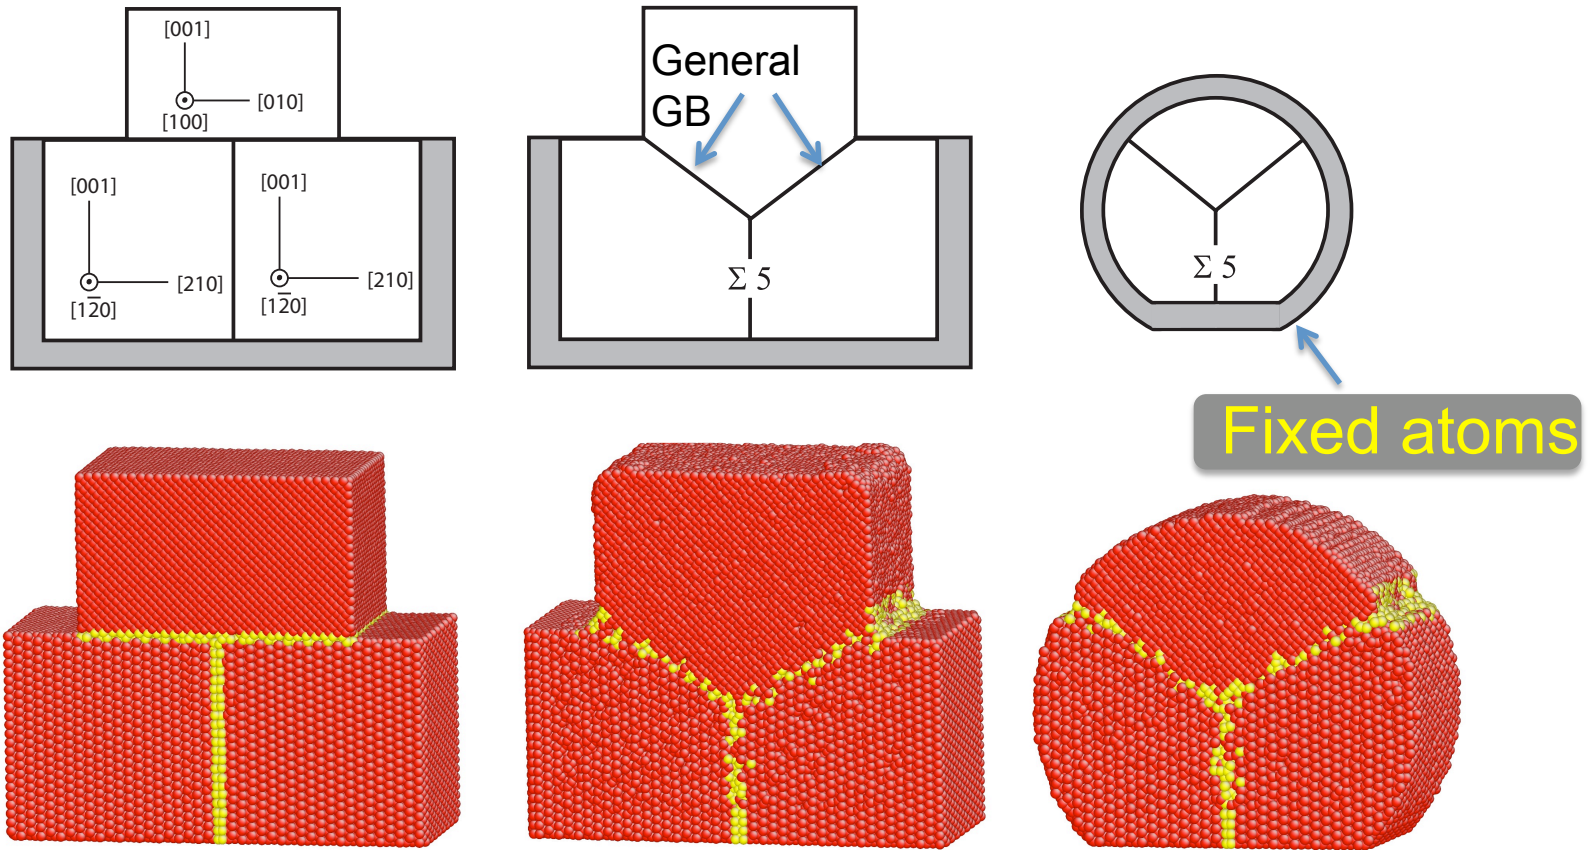 [001]
[010]
[100]
[001]
[210]
[1̅20]
[001]
[210]
[1̅20]
General
GB
Σ 5
Σ 5
Fixed atoms